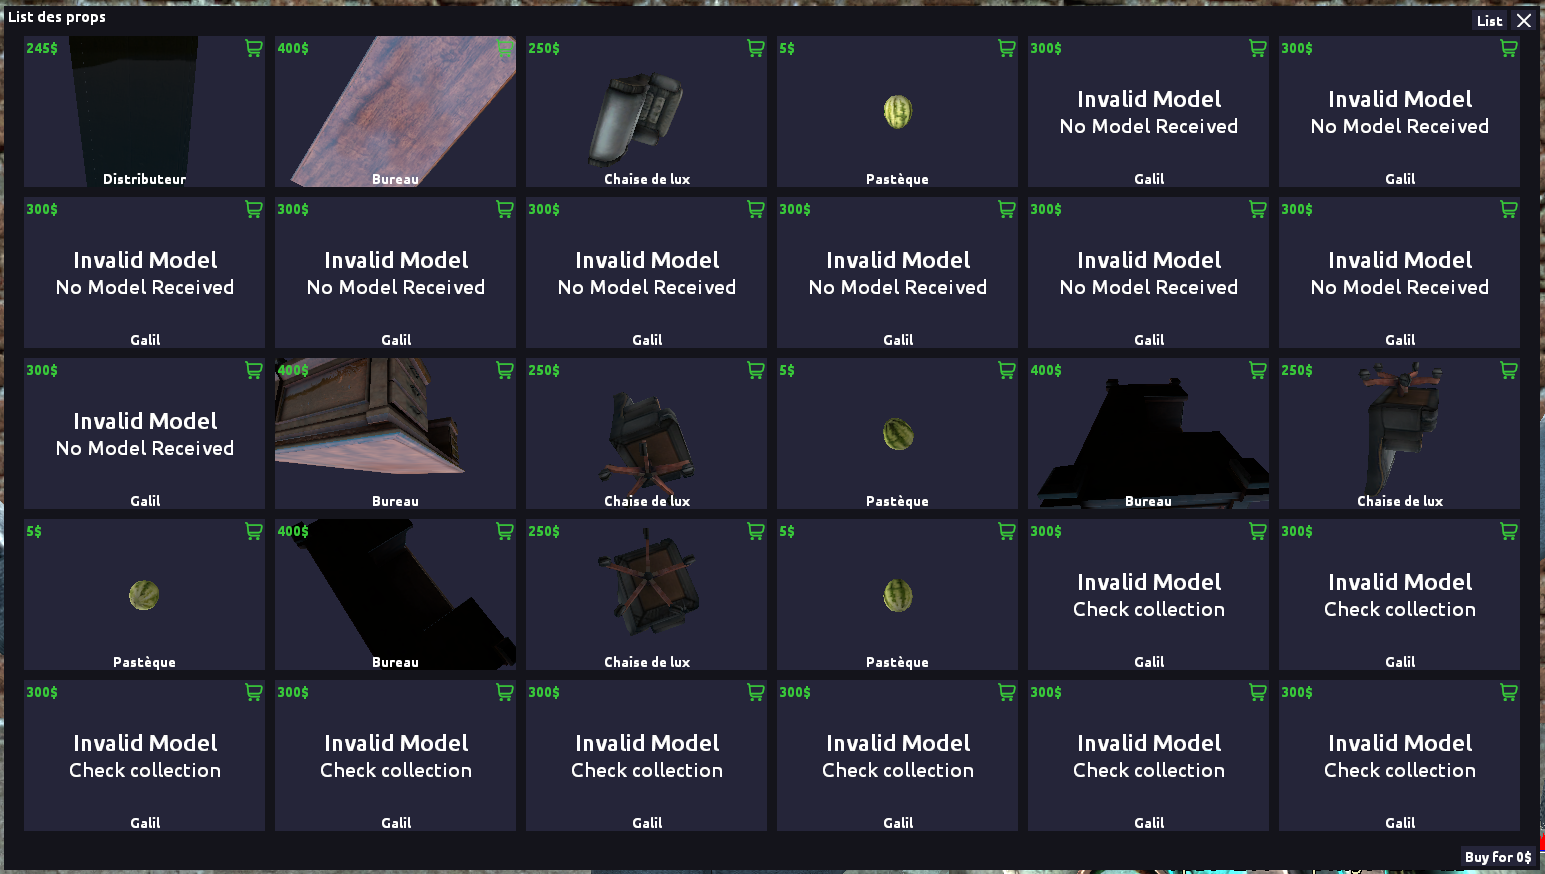 List des props
List
245$
400$
250$
5$
300$
300$
Invalid Model
Invalid Model
No Model Received
No Model Received
Distributeur
Bureau
Chaise de lux
Pastèque
Galil
Galil
300$
300$
300$
300$
300$
300$
Invalid Model
Invalid Model
Invalid Model
Invalid Model
Invalid Model
Invalid Model
No Model Received
No Model Received
No Model Received
No Model Received
No Model Received
No Model Received
Galil
Galil
Galil
Galil
Galil
Galil
300$
400$
250$
5$
400$
250$
Invalid Model
No Model Received
Galil
Bureau
Chaise de lux
Pastèque
Bureau
Chaise de lux
5$
400$
250$
5$
300$
300$
Invalid Model
Invalid Model
Check collection
Check collection
Pastèque
Bureau
Chaise de lux
Pastèque
Galil
Galil
300$
300$
300$
300$
300$
300$
Invalid Model
Invalid Model
Invalid Model
Invalid Model
Invalid Model
Invalid Model
Check collection
Check collection
Check collection
Check collection
Check collection
Check collection
Galil
Galil
Galil
Galil
Galil
Galil
Buy for 0$